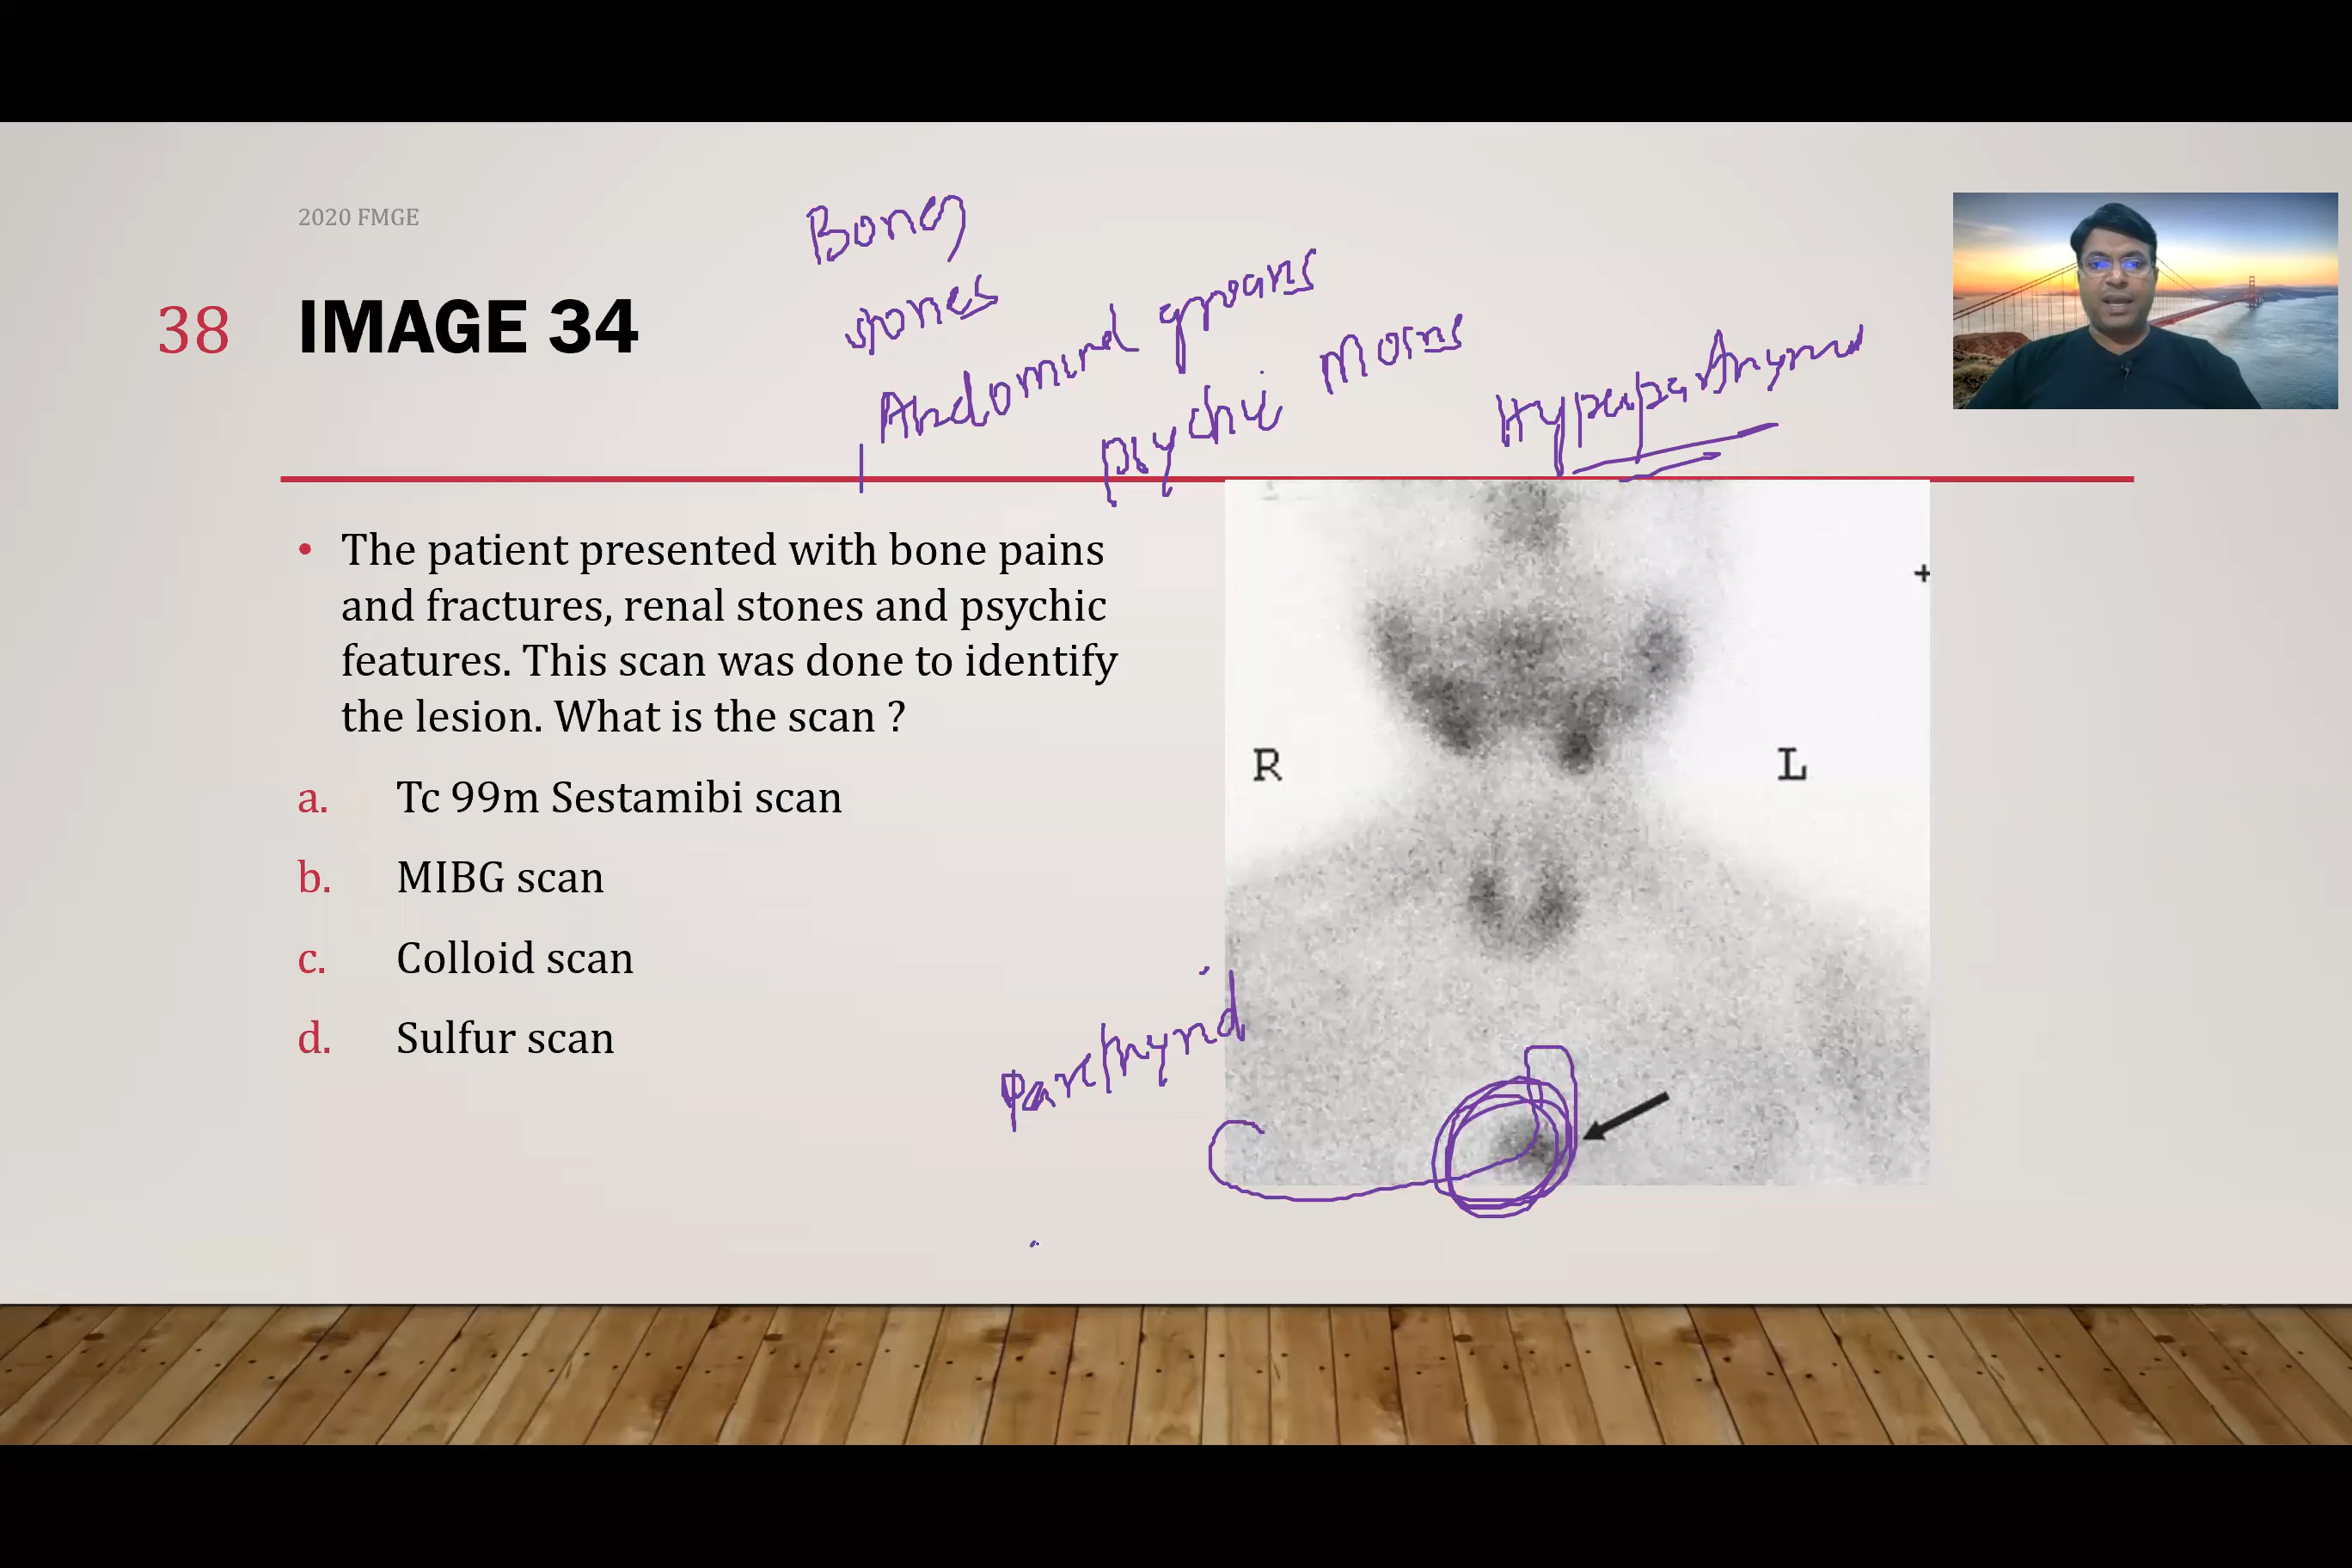 2020 FMGE
38 IMAGE 34
Bones
stones
Abdominal groans
psychic Moans
Hyperparathyroid
• The patient presented with bone pains
and fractures, renal stones and psychic
features. This scan was done to identify
the lesion. What is the scan ?
a. Tc 99m Sestamibi scan
b. MIBG scan
c. Colloid scan
d. Sulfur scan
+
R
L
Parathyroid